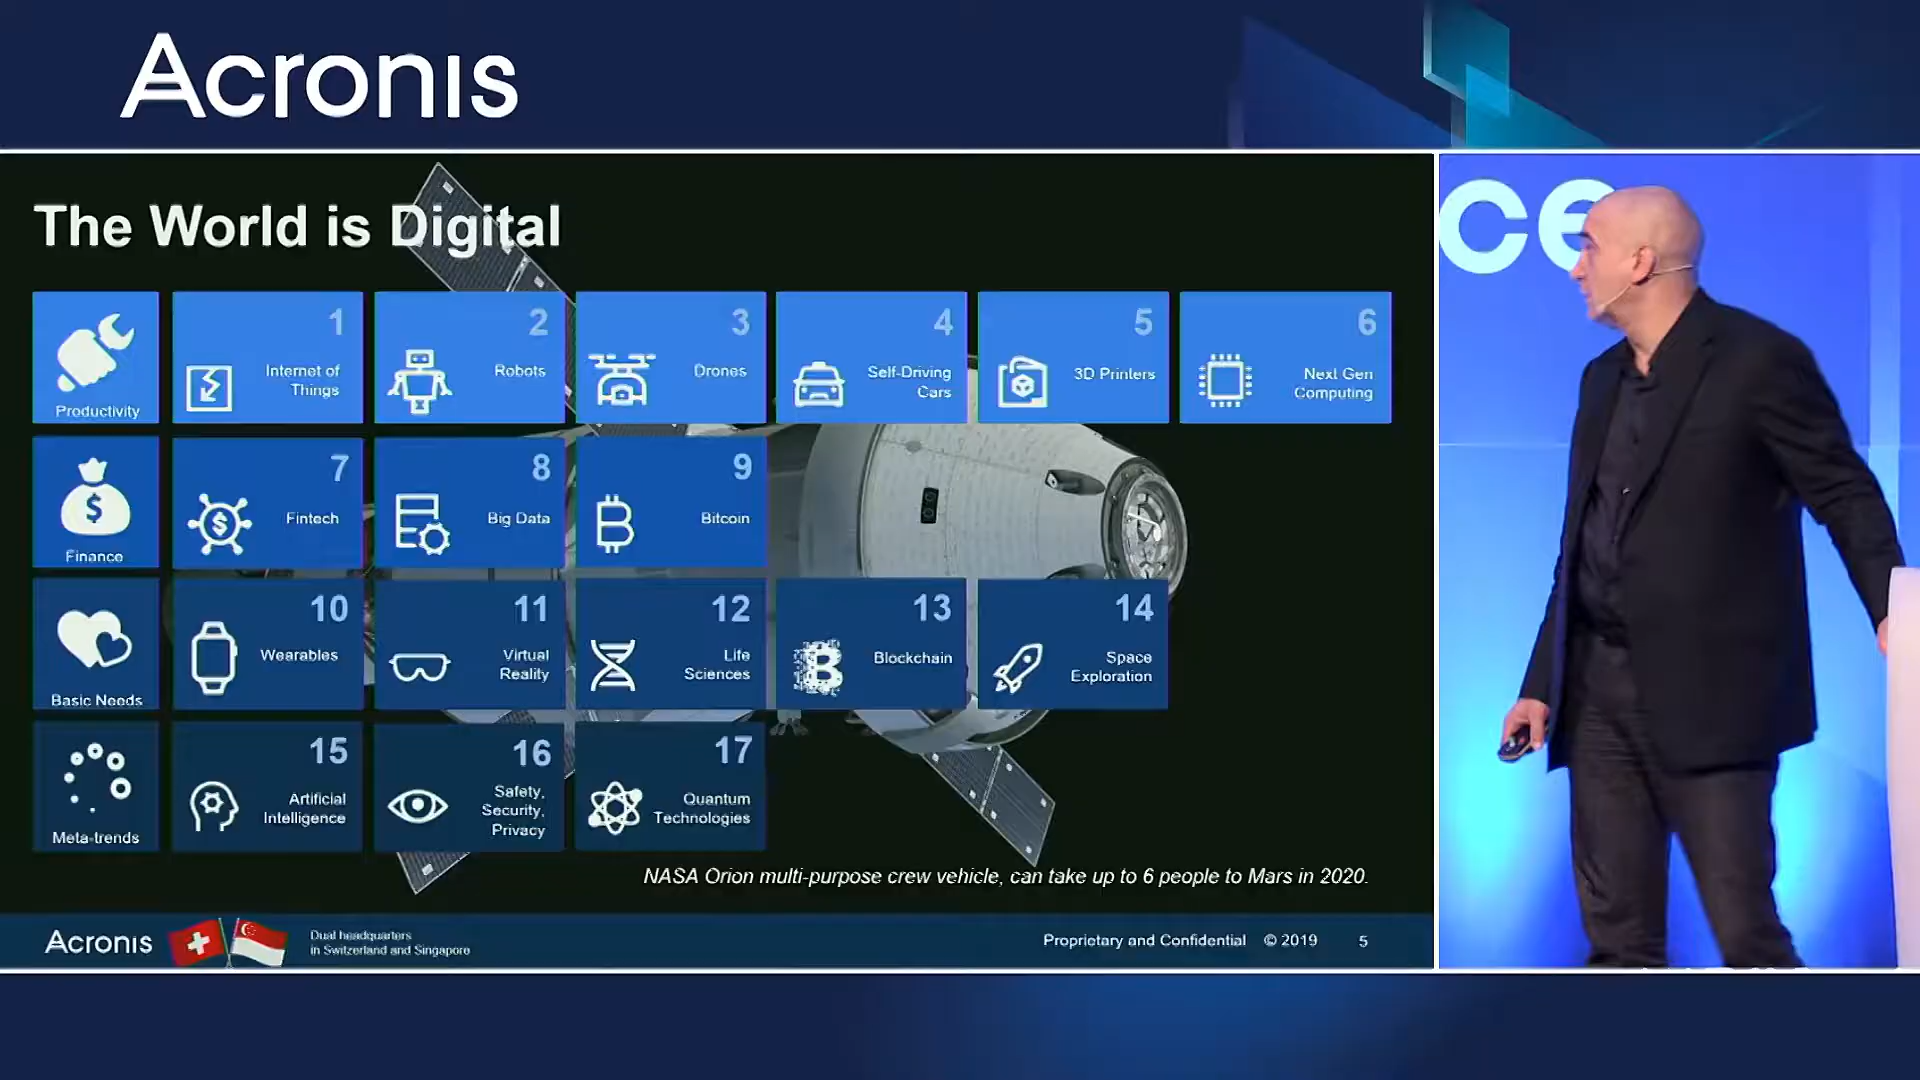 Acronis
The World is Digital
Productivity
1
Internet of
Things
2
Robots
3
Drones
4
Self-Driving
Cars
5
3D Printers
6
Next Gen
Computing
Finance
7
Fintech
8
Big Data
9
Bitcoin
Basic Needs
10
Wearables
11
Virtual
Reality
12
Life
Sciences
13
Blockchain
14
Space
Exploration
Meta-trends
15
Artificial
Intelligence
16
Safety,
Security,
Privacy
17
Quantum
Technologies
NASA Orion multi-purpose crew vehicle, can take up to 6 people to Mars in 2020.
Acronis
Dual headquarters
in Switzerland and Singapore
Proprietary and Confidential © 2019 5
ce